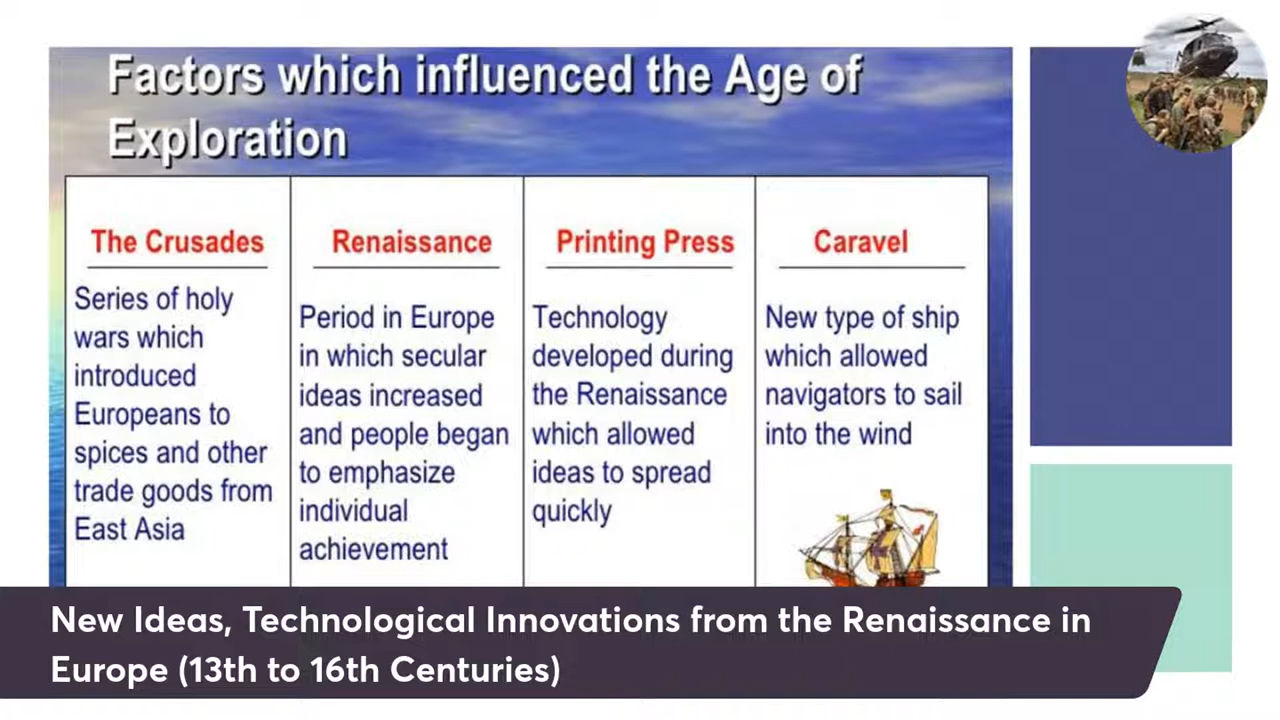 Factors which influenced the Age of
Exploration
The Crusades
Series of holy
wars which
introduced
Europeans to
spices and other
trade goods from
East Asia
Renaissance
Period in Europe
in which secular
ideas increased
and people began
to emphasize
individual
achievement
Printing Press
Technology
developed during
the Renaissance
which allowed
ideas to spread
quickly
Caravel
New type of ship
which allowed
navigators to sail
into the wind
New Ideas, Technological Innovations from the Renaissance in
Europe (13th to 16th Centuries)